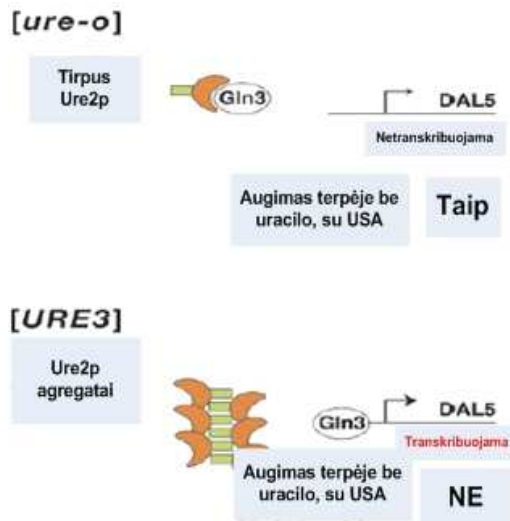 [ure-o]
Tirpus
Ure2p
Gln3
DAL5
Netranskribuojama
Augimas terpėje be
uracilo, su USA
Taip
[URE3]
Ure2p
agregatai
Gln3
DAL5
Transkribuojama
Augimas terpėje be
uracilo, su USA
NE